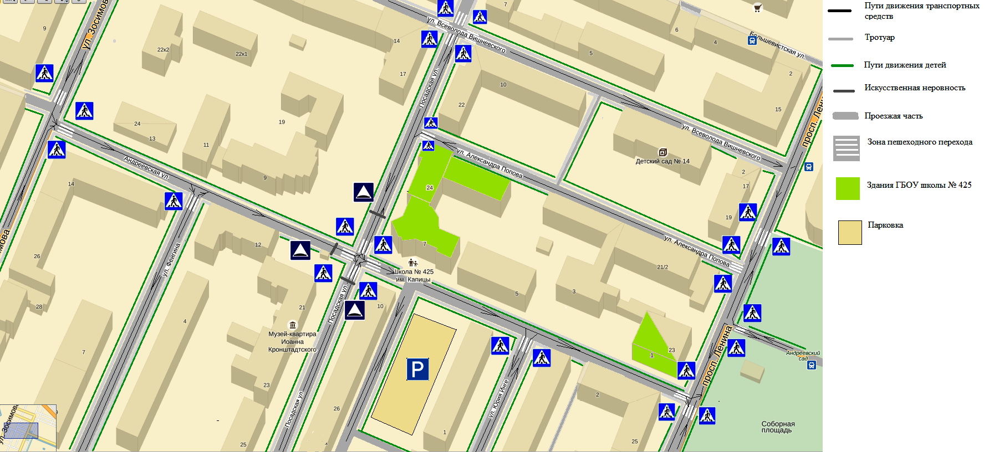 7
ул. Зосимова
ул. Всеволода Вишневского
9
6
14
4
Большевистская ул.
22к2
22к1
5
17
2
Посадская ул.
10
22
15
24
13
19
11
просп. Лени
ул. Всеволода Вишневского
Детский сад № 14
ул. Александра Попова
Андреевская ул.
2
14
9
24
17
19
7
12
ул. Александра Попова
26
ул. Фейгина
Школа № 425
им. Капицы
21/2
5
3
28
21
10
4
Посадская ул.
Музей-квартира
Иоанна
Кронштадтского
7
просп. Ленина
23
1
Андреевский
сад
P
23
2
26
ул. Юрия Инге
Посадская ул.
Соборная
площадь
1
25
25
Пути движения транспортных
средств
Тротуар
Пути движения детей
Искусственная неровность
Проезжая часть
Зона пешеходного перехода
Здания ГБОУ школы № 425
Парковка